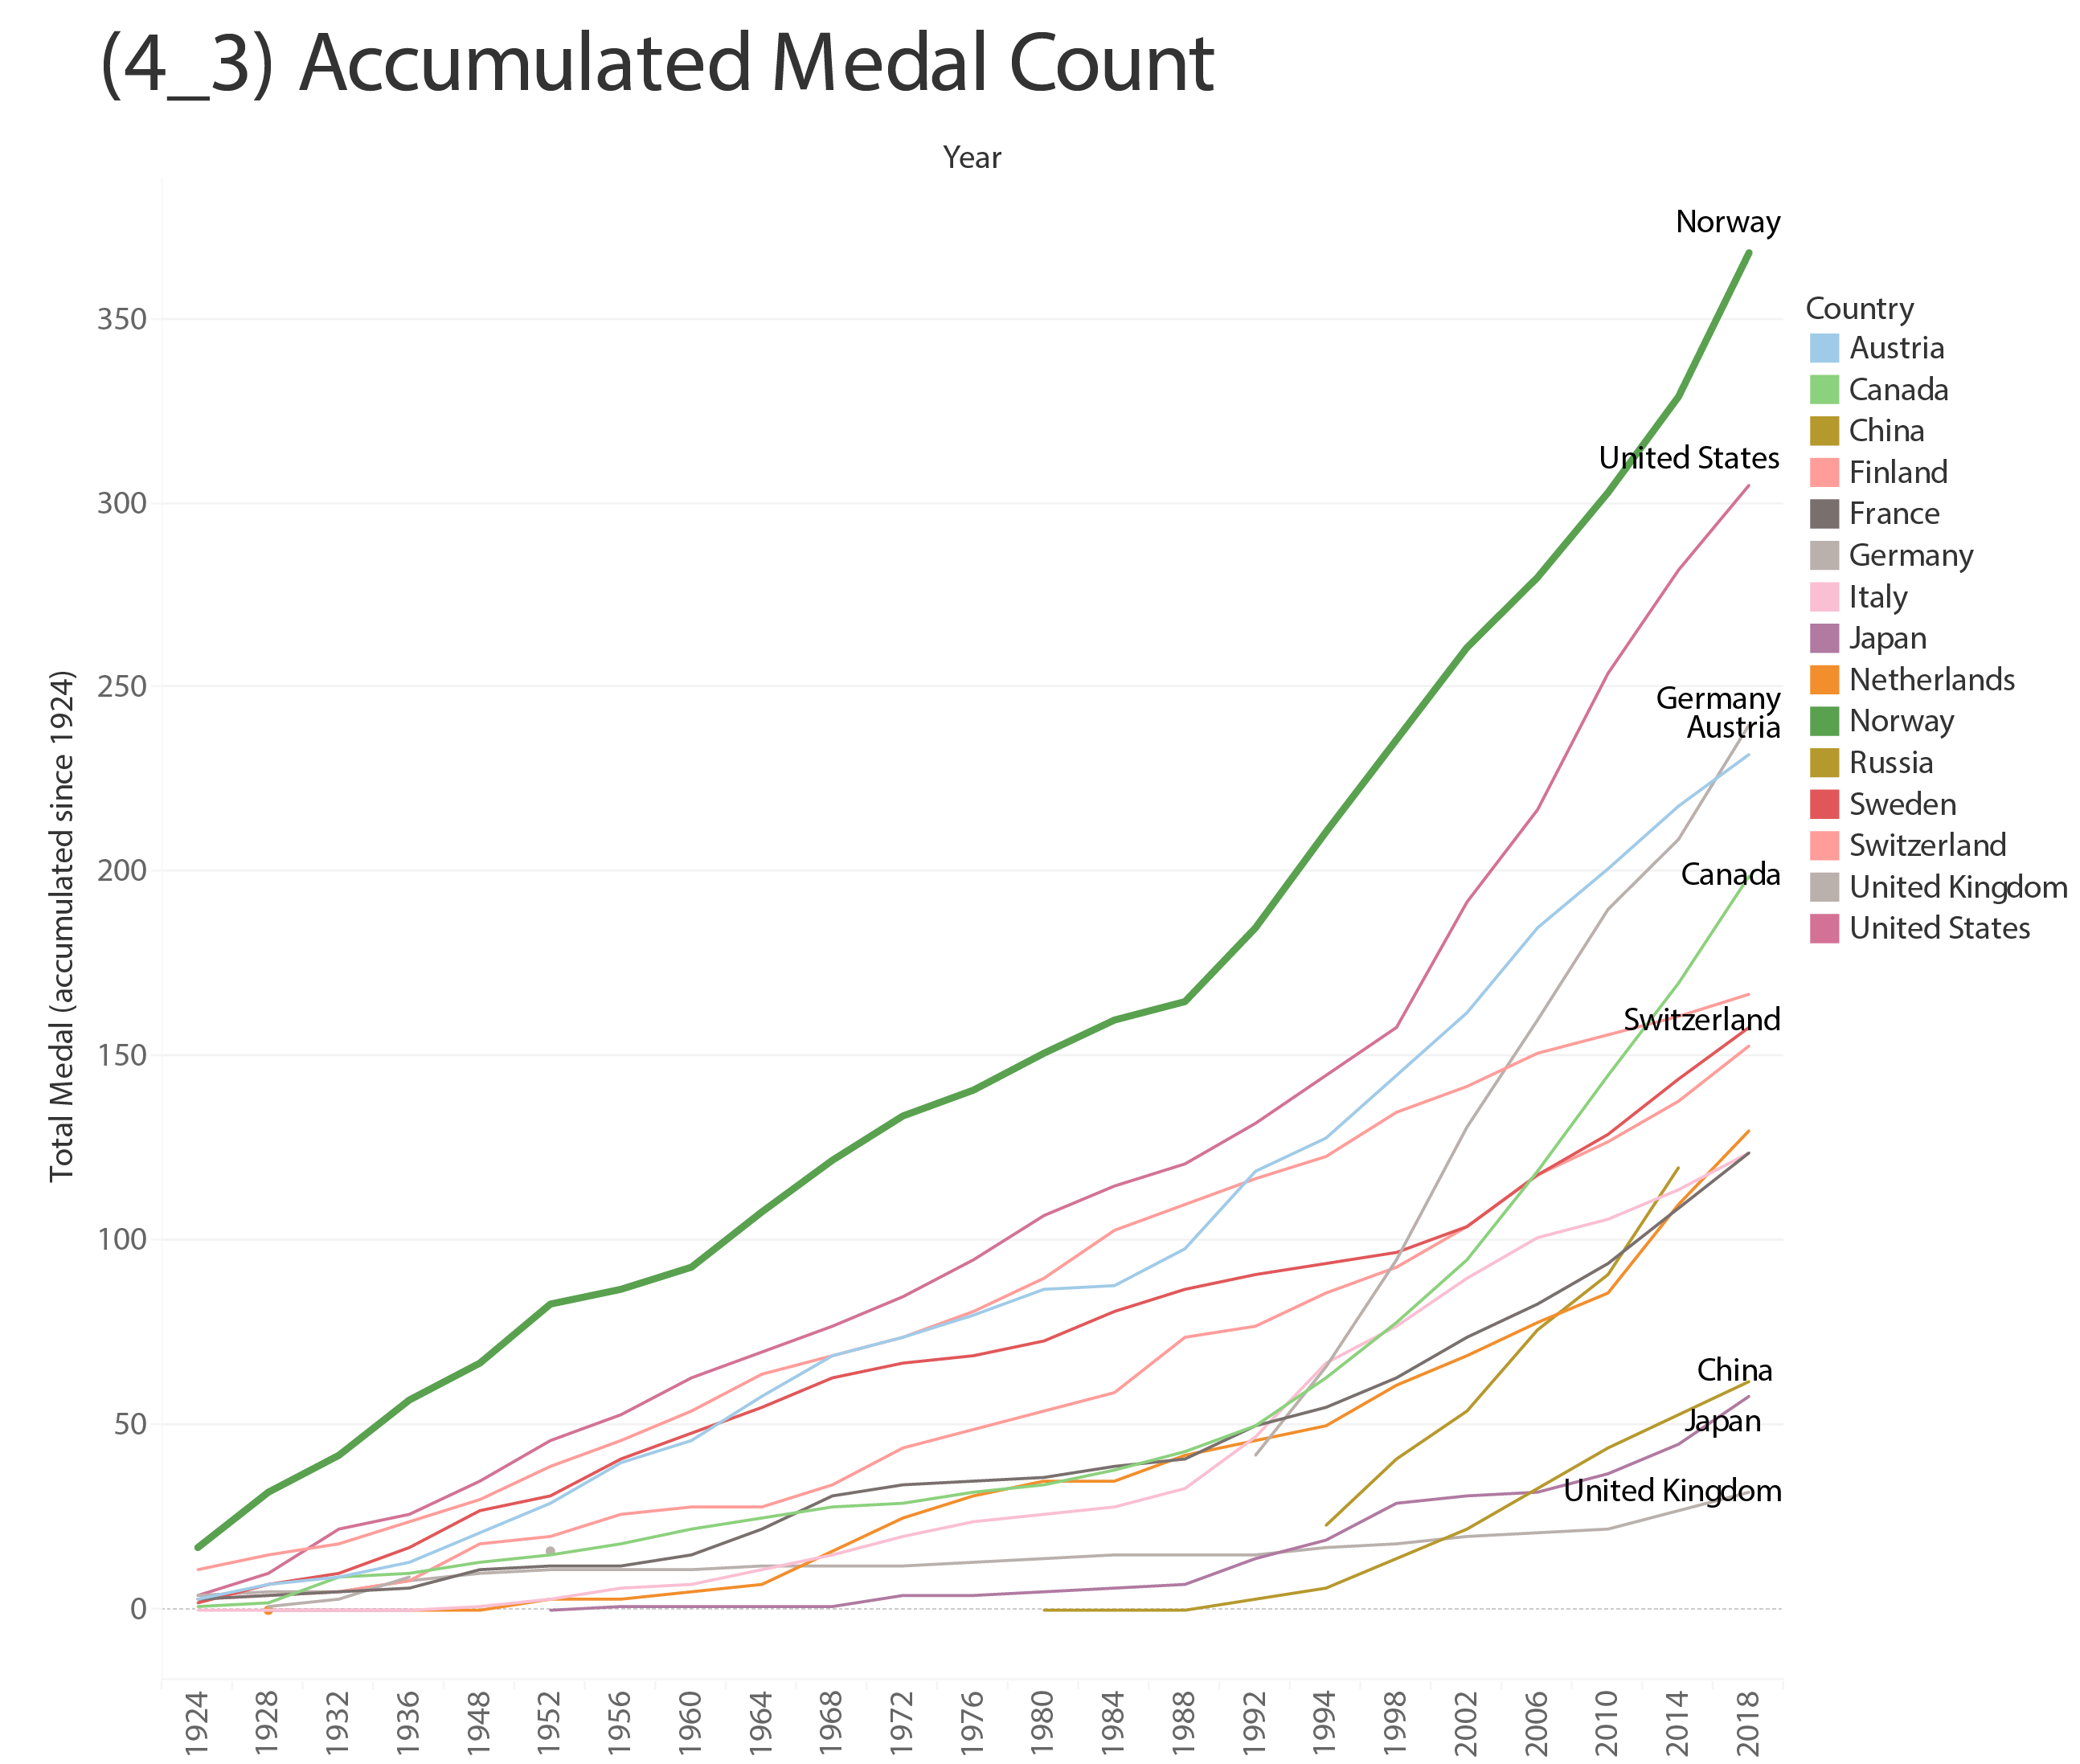 (4_3) Accumulated Medal Count
Year
Total Medal (accumulated since 1924)
350
300
250
200
150
100
50
0
Norway
United States
Germany
Austria
Canada
Switzerland
China
Japan
United Kingdom
1924
1928
1932
1936
1948
1952
1956
1960
1964
1968
1972
1976
1980
1984
1988
1992
1994
1998
2002
2006
2010
2014
2018
Country
Austria
Canada
China
Finland
France
Germany
Italy
Japan
Netherlands
Norway
Russia
Sweden
Switzerland
United Kingdom
United States